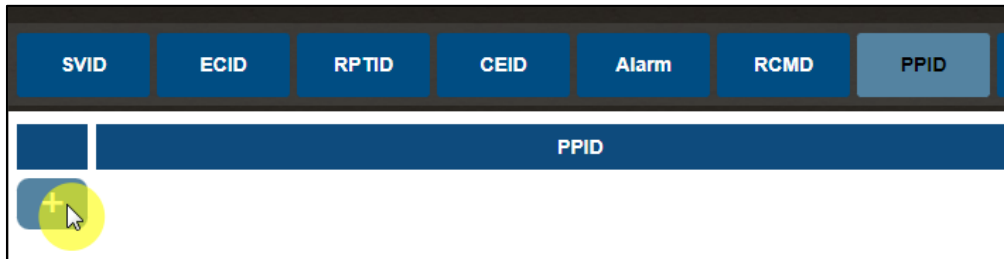 SVID ECID RPTID CEID Alarm RCMD PPID
PPID
+